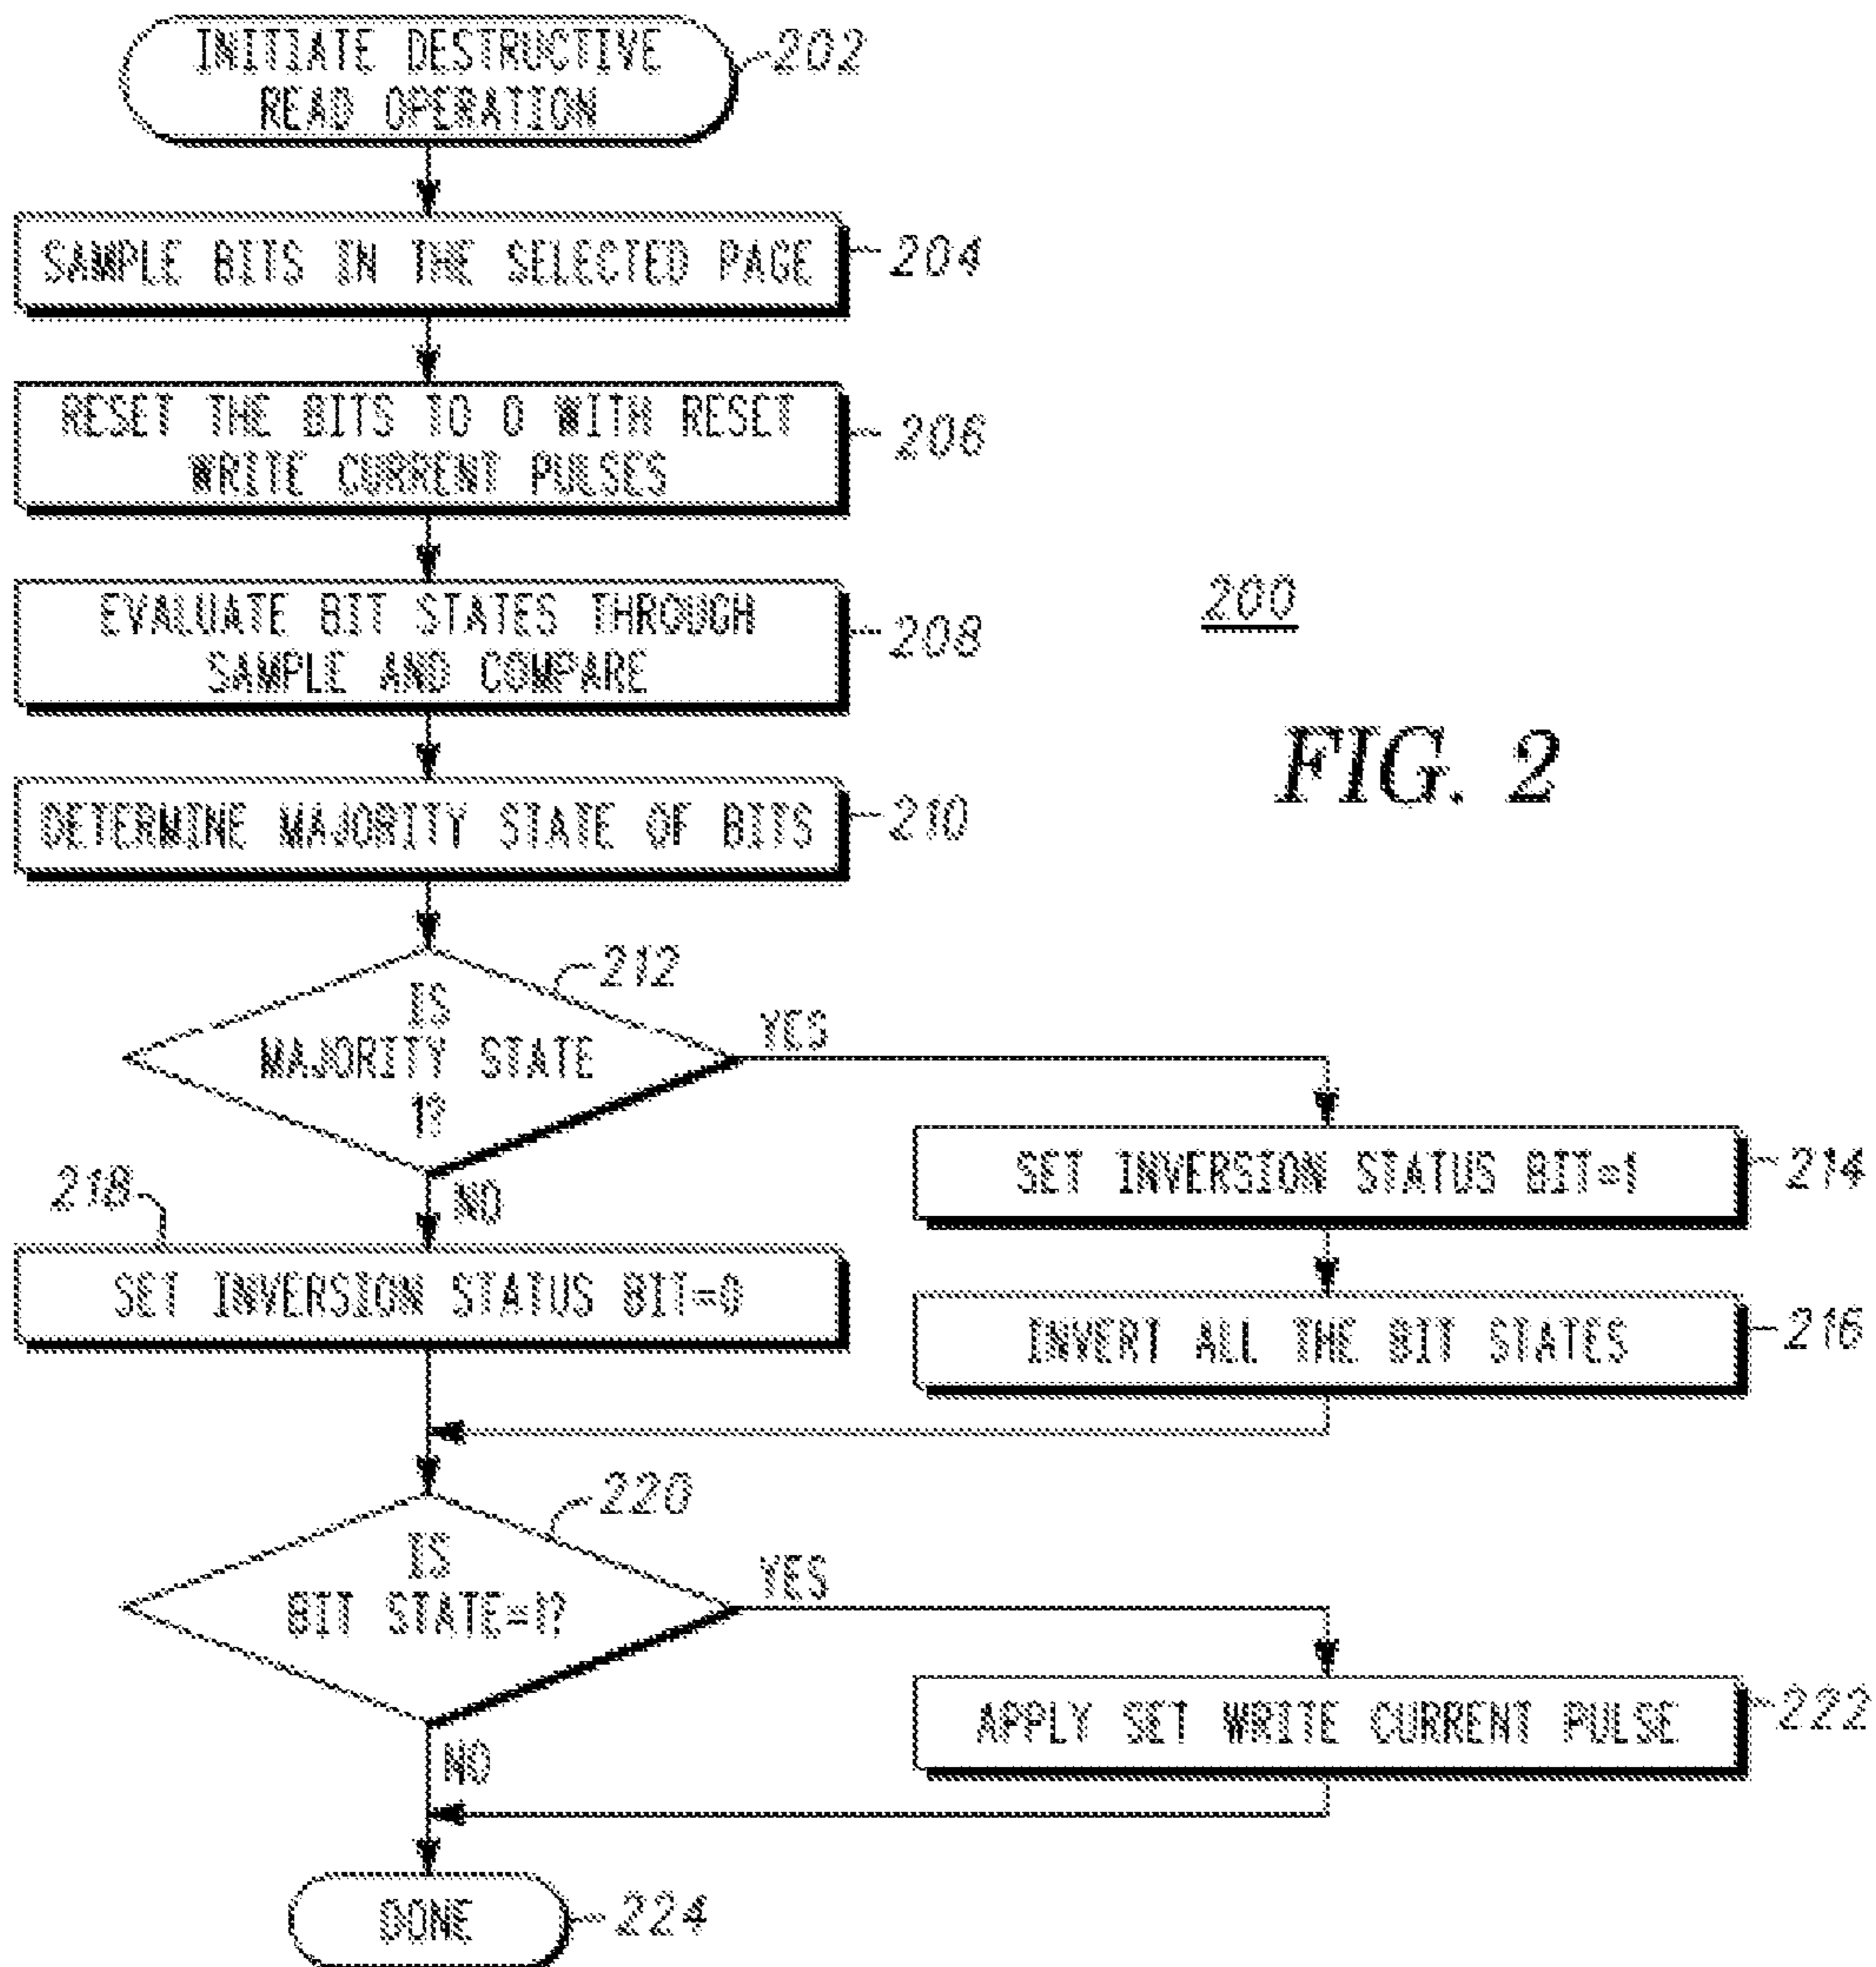 INITIATE DESTRUCTIVE
READ OPERATION
202
SAMPLE BITS IN THE SELECTED PAGE
204
RESET THE BITS TO 0 WITH RESET
WRITE CURRENT PULSES
206
EVALUATE BIT STATES THROUGH
SAMPLE AND COMPARE
208
200
FIG. 2
DETERMINE MAJORITY STATE OF BITS
210
IS
MAJORITY STATE
1?
212
YES
NO
SET INVERSION STATUS BIT=1
214
218
SET INVERSION STATUS BIT=0
INVERT ALL THE BIT STATES
216
IS
BIT STATE=1?
220
YES
NO
APPLY SET WRITE CURRENT PULSE
222
DONE
224